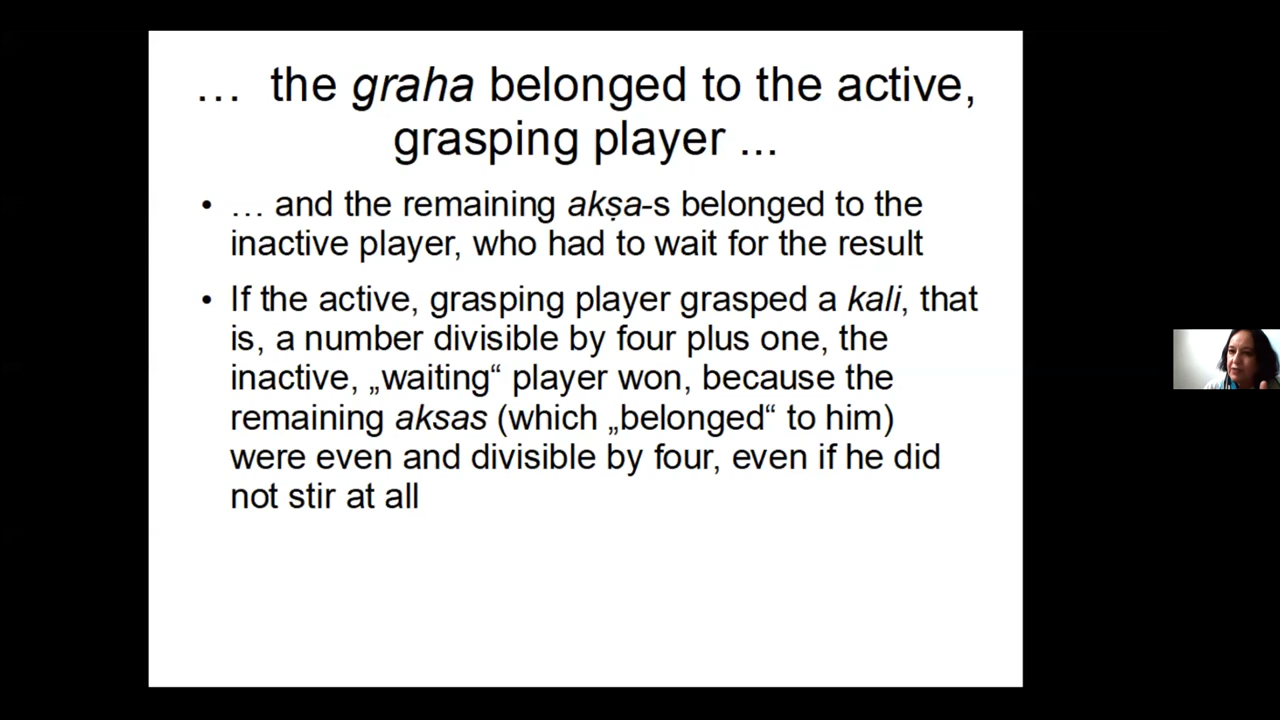 … the graha belonged to the active,
grasping player ...
• … and the remaining akṣa-s belonged to the
inactive player, who had to wait for the result
• If the active, grasping player grasped a kali, that
is, a number divisible by four plus one, the
inactive, „waiting“ player won, because the
remaining aksas (which „belonged“ to him)
were even and divisible by four, even if he did
not stir at all